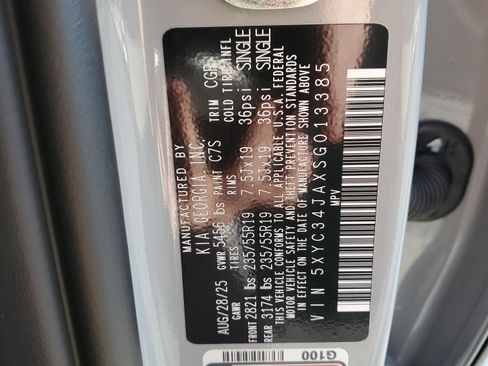 MANUFACTURED BY
KIA GEORGIA, INC.
AUG/28/25 GVWR 5456 lbs PAINT C7S TRIM CGP
GAWR TIRES RIMS COLD TIRE INFL
FRONT 2821 lbs 235/55R19 7.5JX19 36psi SINGLE
REAR 3174 lbs 235/55R19 7.5JX19 36psi SINGLE
THIS VEHICLE CONFORMS TO ALL APPLICABLE U.S.A. FEDERAL
MOTOR VEHICLE SAFETY AND THEFT PREVENTION STANDARDS
IN EFFECT ON THE DATE OF MANUFACTURE SHOWN ABOVE
VIN 5XYC34JAXSG013385
MPV
G100